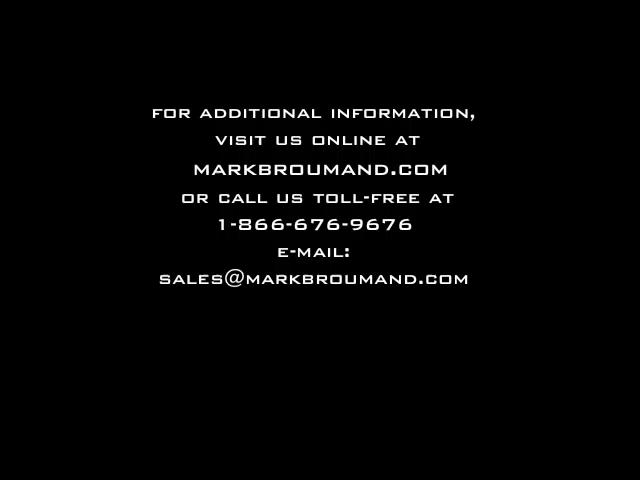 FOR ADDITIONAL INFORMATION,
VISIT US ONLINE AT
MARKBROUMAND.COM
OR CALL US TOLL-FREE AT
1-866-676-9676
E-MAIL:
SALES@MARKBROUMAND.COM